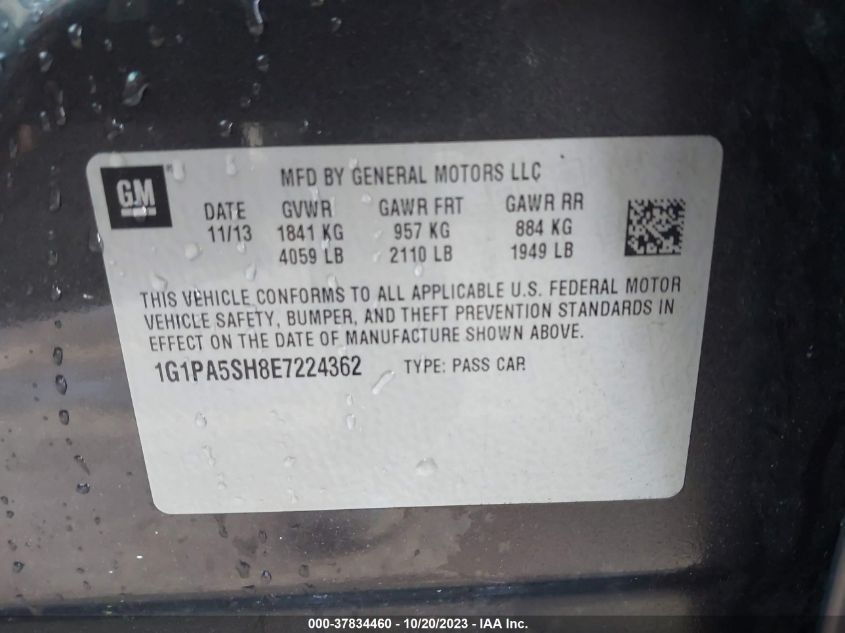 GM
MFD BY GENERAL MOTORS LLC
DATE GVWR GAWR FRT GAWR RR
11/13 1841 KG 957 KG 884 KG
4059 LB 2110 LB 1949 LB
THIS VEHICLE CONFORMS TO ALL APPLICABLE U.S. FEDERAL MOTOR
VEHICLE SAFETY, BUMPER, AND THEFT PREVENTION STANDARDS IN
EFFECT ON THE DATE OF MANUFACTURE SHOWN ABOVE.
1G1PA5SH8E7224362 TYPE: PASS CAR
000-37834460 - 10/20/2023 - IAA Inc.